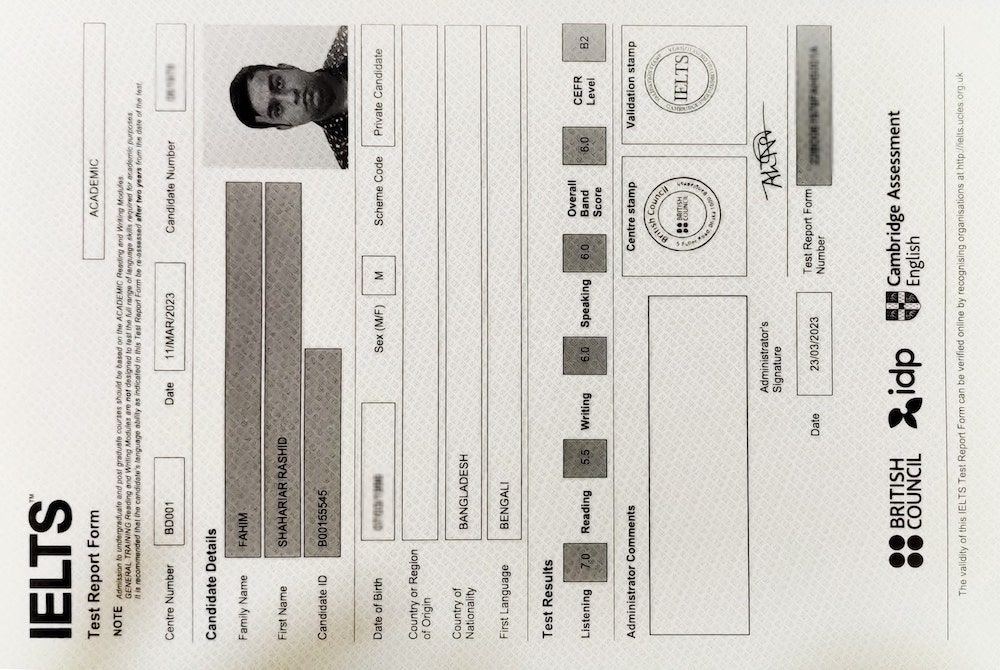 IELTS™
Test Report Form
ACADEMIC
NOTE Admission to undergraduate and post graduate courses should be based on the ACADEMIC Reading and Writing Modules.
GENERAL TRAINING Reading and Writing Modules are not designed to test the full range of language skills required for academic purposes.
It is recommended that the candidate's language ability as indicated in this Test Report Form be re-assessed after two years from the date of the test.
Centre Number BD001 Date 11/MAR/2023 Candidate Number
Candidate Details
Family Name FAHIM
First Name SHAHARIAR RASHID
Candidate ID B00155545
Date of Birth Sex (M/F) M Scheme Code Private Candidate
Country or Region
of Origin
Country of
Nationality BANGLADESH
First Language BENGALI
Test Results
Listening 7.0 Reading 5.5 Writing 6.0 Speaking 6.0 Overall Band Score 6.0 CEFR Level B2
Administrator Comments
Centre stamp
British Council
BRITISH
COUNCIL
5 Fuller Road, Dhaka 1000 Bangladesh
Validation stamp
IELTS
Administrator's
Signature
Date 23/03/2023
Test Report Form
Number
BRITISH
COUNCIL
idp
Cambridge Assessment
English
The validity of this IELTS Test Report Form can be verified online by recognising organisations at http://ielts.ucles.org.uk